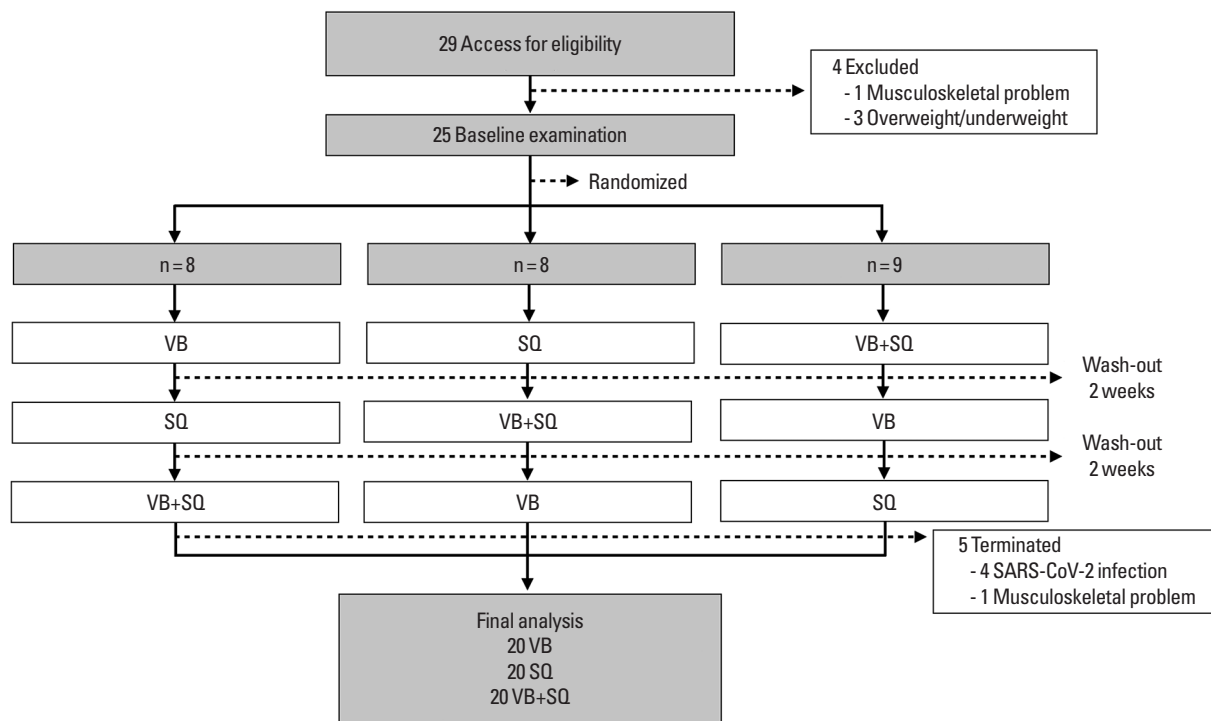 29 Access for eligibility
4 Excluded
- 1 Musculoskeletal problem
- 3 Overweight/underweight
25 Baseline examination
Randomized
n = 8
n = 8
n = 9
VB
SQ
VB+SQ
Wash-out
2 weeks
SQ
VB+SQ
VB
Wash-out
2 weeks
VB+SQ
VB
SQ
5 Terminated
- 4 SARS-CoV-2 infection
- 1 Musculoskeletal problem
Final analysis
20 VB
20 SQ
20 VB+SQ